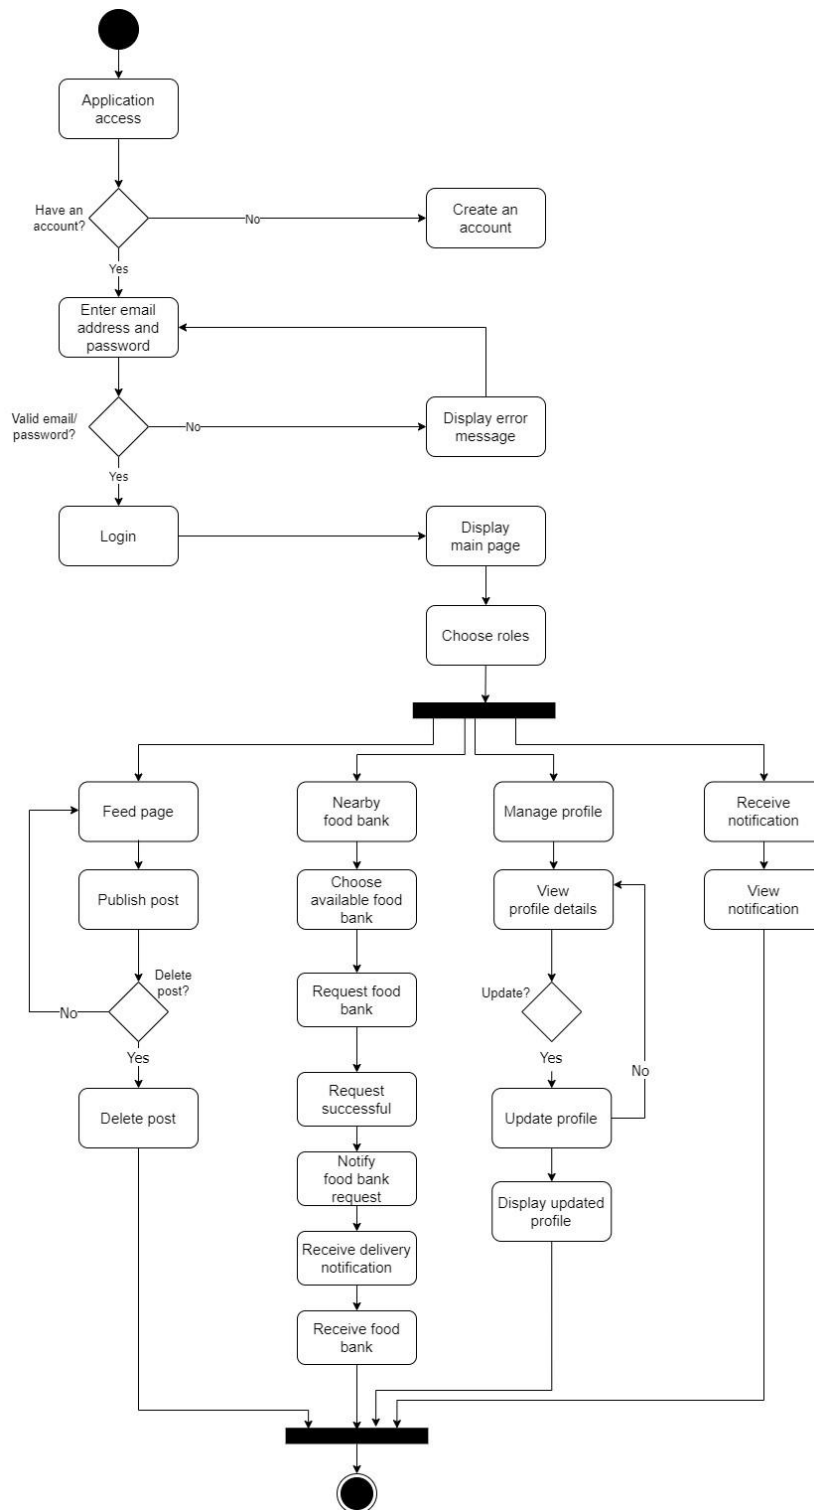 Application
access
Have an
account?
No
Create an
account
Yes
Enter email
address and
password
Valid email/
password?
No
Display error
message
Yes
Login
Display
main page
Choose roles
Feed page
Nearby
food bank
Manage profile
Receive
notification
Publish post
Choose
available food
bank
View
profile details
View
notification
Delete
post?
No
Yes
Request food
bank
Update?
Yes
No
Delete post
Request
successful
Update profile
Notify
food bank
request
Display updated
profile
Receive delivery
notification
Receive food
bank